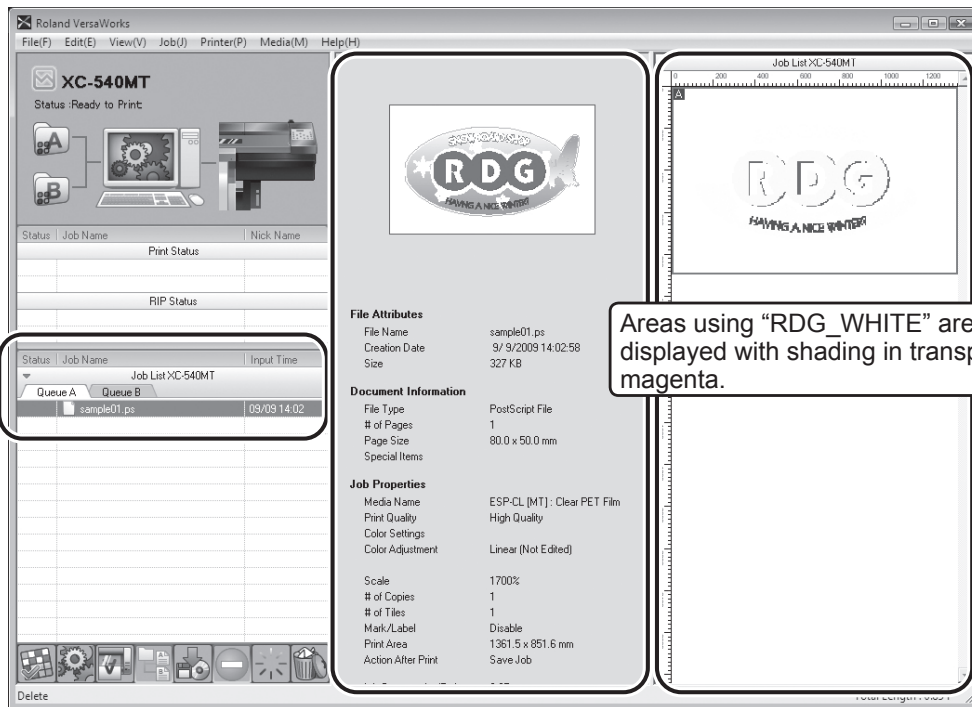 Roland VersaWorks
File(F) Edit(E) View(V) Job(J) Printer(P) Media(M) Help(H)
XC-540MT
Status :Ready to Print:
A
B
Status Job Name Nick Name
Print Status
RIP Status
Status Job Name Input Time
Job List XC-540MT
Queue A Queue B
sample01.ps 09/09 14:02
RDG
HAVING A NICE WINTER!
File Attributes
File Name sample01.ps
Creation Date 9/ 9/2009 14:02:58
Size 327 KB
Document Information
File Type PostScript File
# of Pages 1
Page Size 80.0 x 50.0 mm
Special Items
Job Properties
Media Name ESP-CL [MT] : Clear PET Film
Print Quality High Quality
Color Settings
Color Adjustment Linear (Not Edited)
Scale 1700%
# of Copies 1
# of Tiles 1
Mark/Label Disable
Print Area 1361.5 x 851.6 mm
Action After Print Save Job
Job List XC-540MT
0 200 400 600 800 1000 1200
A
RDG
HAVING A NICE WINTER!
Areas using “RDG_WHITE” are
displayed with shading in transp
magenta.
Delete